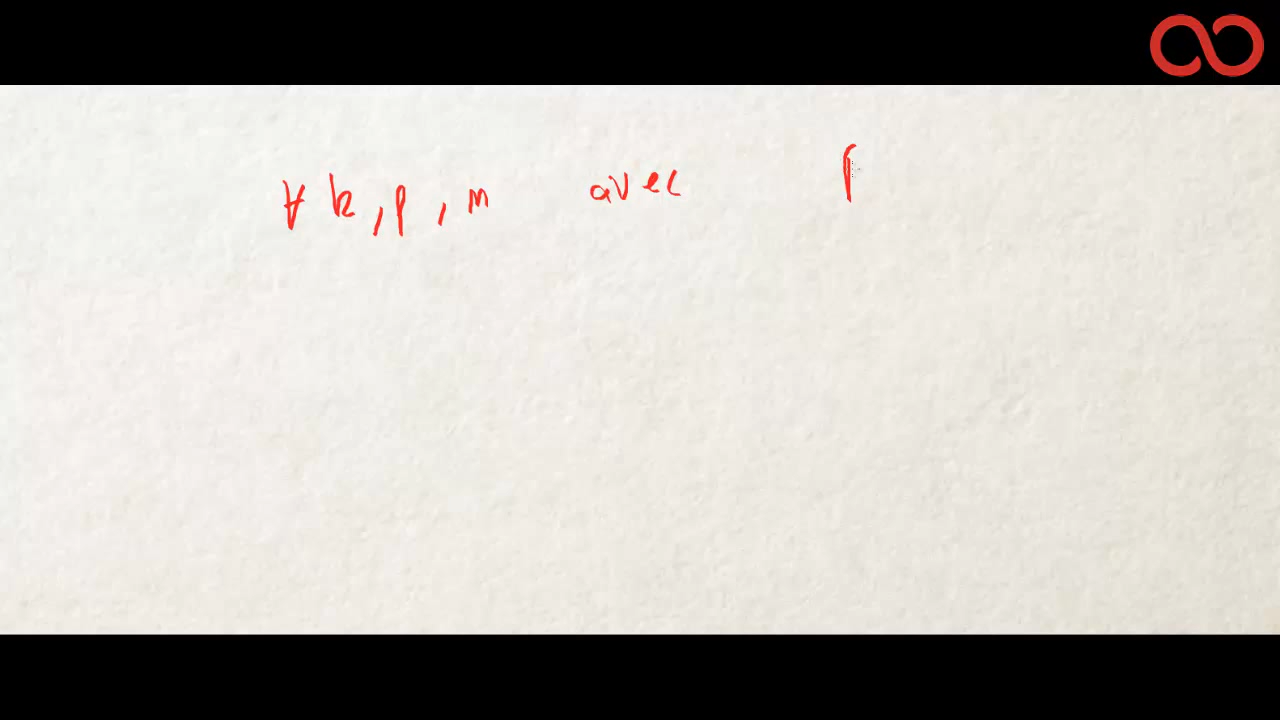 ∀ k, p, n avec